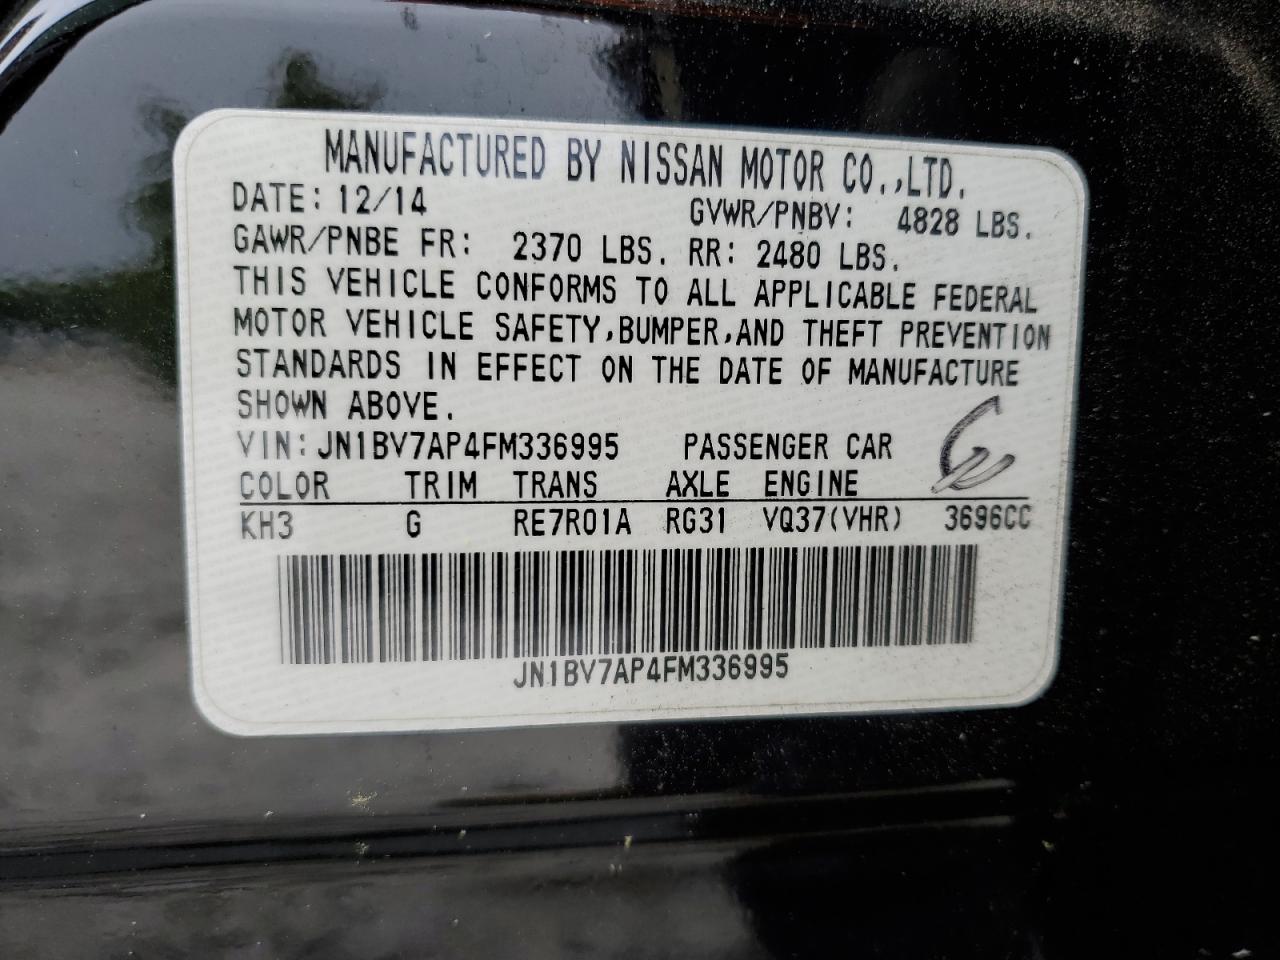 MANUFACTURED BY NISSAN MOTOR CO.,LTD.
DATE: 12/14 GVWR/PNBV: 4828 LBS.
GAWR/PNBE FR: 2370 LBS. RR: 2480 LBS.
THIS VEHICLE CONFORMS TO ALL APPLICABLE FEDERAL
MOTOR VEHICLE SAFETY,BUMPER,AND THEFT PREVENTION
STANDARDS IN EFFECT ON THE DATE OF MANUFACTURE
SHOWN ABOVE.
VIN: JN1BV7AP4FM336995 PASSENGER CAR
COLOR TRIM TRANS AXLE ENGINE
KH3 G RE7R01A RG31 VQ37(VHR) 3696CC
JN1BV7AP4FM336995